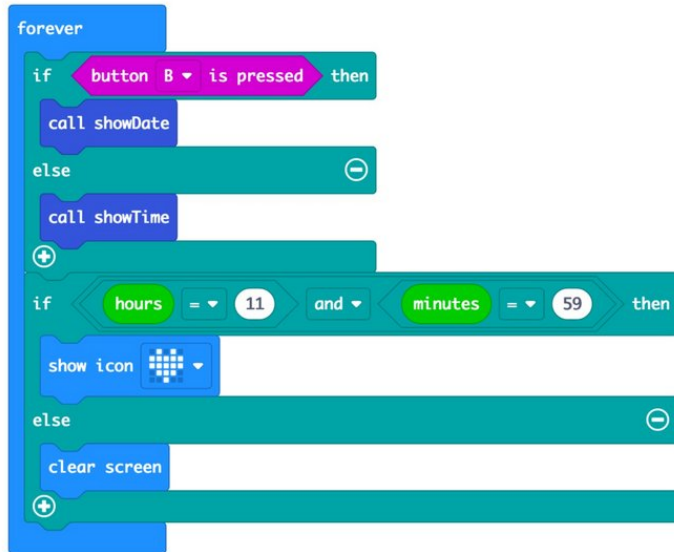 forever
if button B is pressed then
call showDate
else
call showTime
if hours = 11 and minutes = 59 then
show icon
else
clear screen